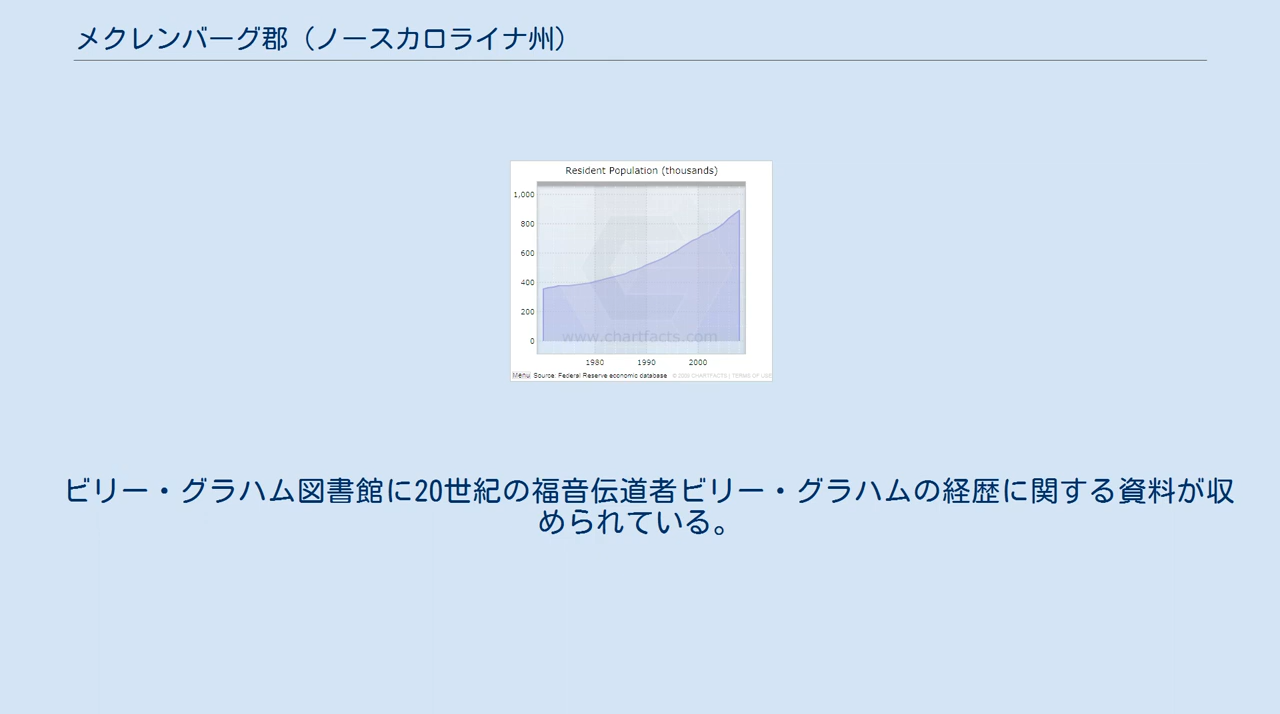 メクレンバーグ郡（ノースカロライナ州）
Resident Population (thousands)
1,000
800
600
400
200
0
www.chartfacts.com
1980 1990 2000
Menu Source: Federal Reserve economic database
ビリー・グラハム図書館に20世紀の福音伝道者ビリー・グラハムの経歴に関する資料が収
められている。